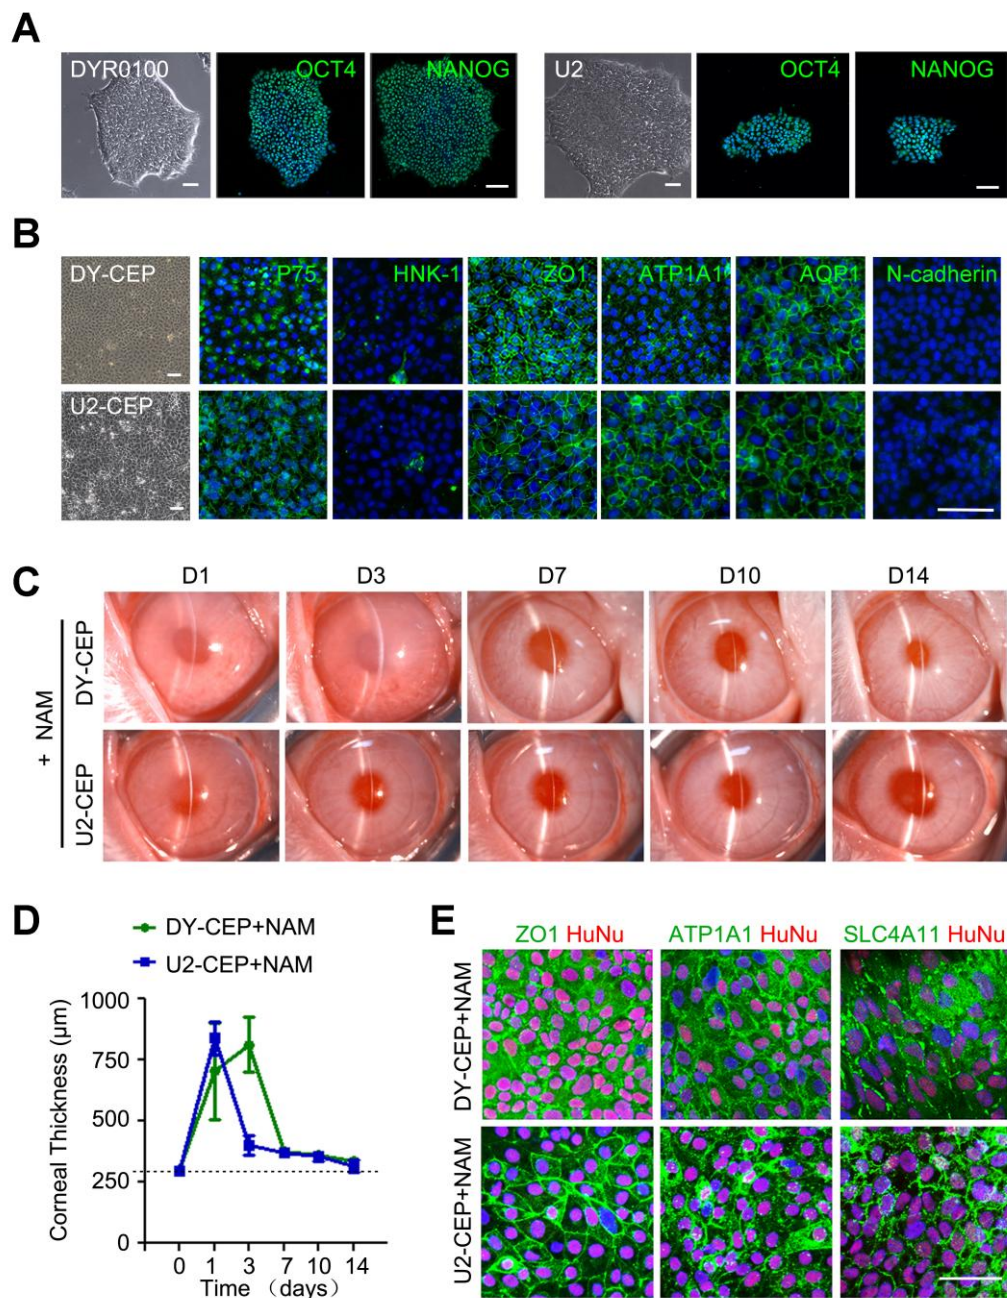 A
DYR0100 OCT4 NANOG U2 OCT4 NANOG
B
DY-CEP P75 HNK-1 ZO1 ATP1A1 AQP1 N-cadherin
U2-CEP
C
D1 D3 D7 D10 D14
+ NAM
DY-CEP
U2-CEP
D
DY-CEP+NAM
U2-CEP+NAM
Corneal Thickness (µm)
1000
750
500
250
0
0 1 3 7 10 14
Time （days）
E
ZO1 HuNu ATP1A1 HuNu SLC4A11 HuNu
DY-CEP+NAM
U2-CEP+NAM